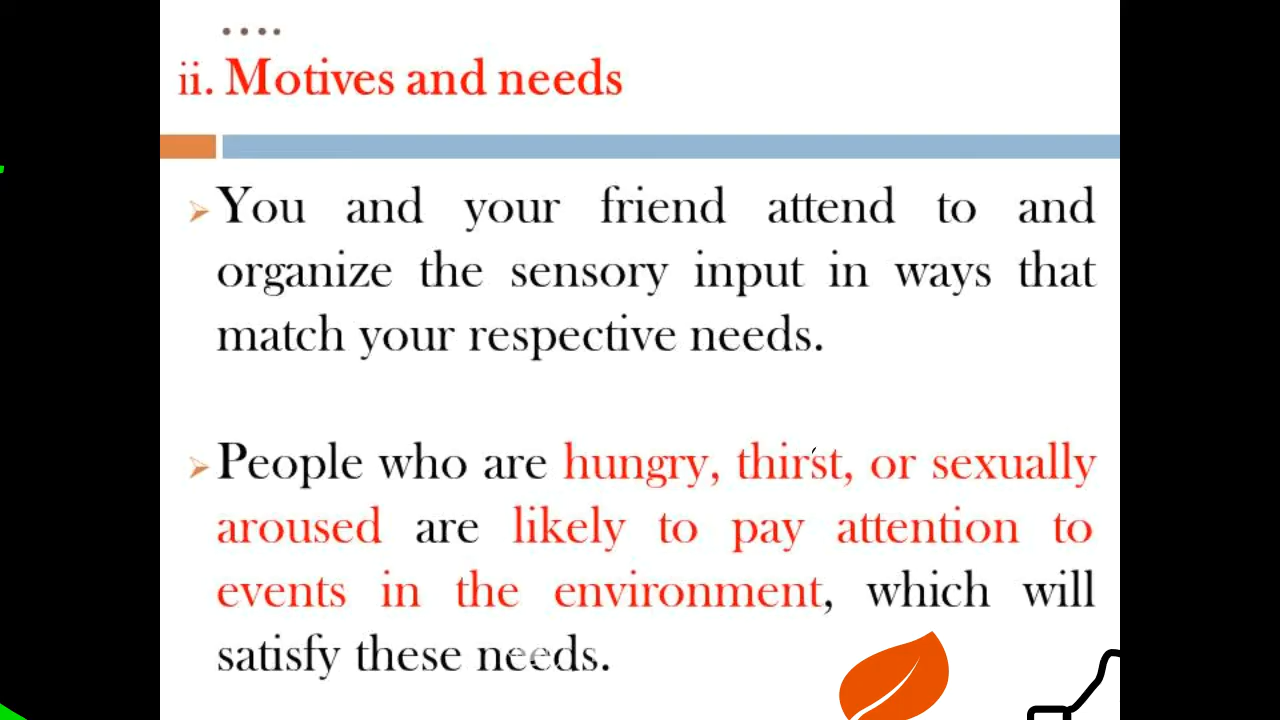 ....
ii. Motives and needs
You and your friend attend to and
organize the sensory input in ways that
match your respective needs.
People who are hungry, thirst, or sexually
aroused are likely to pay attention to
events in the environment, which will
satisfy these needs.